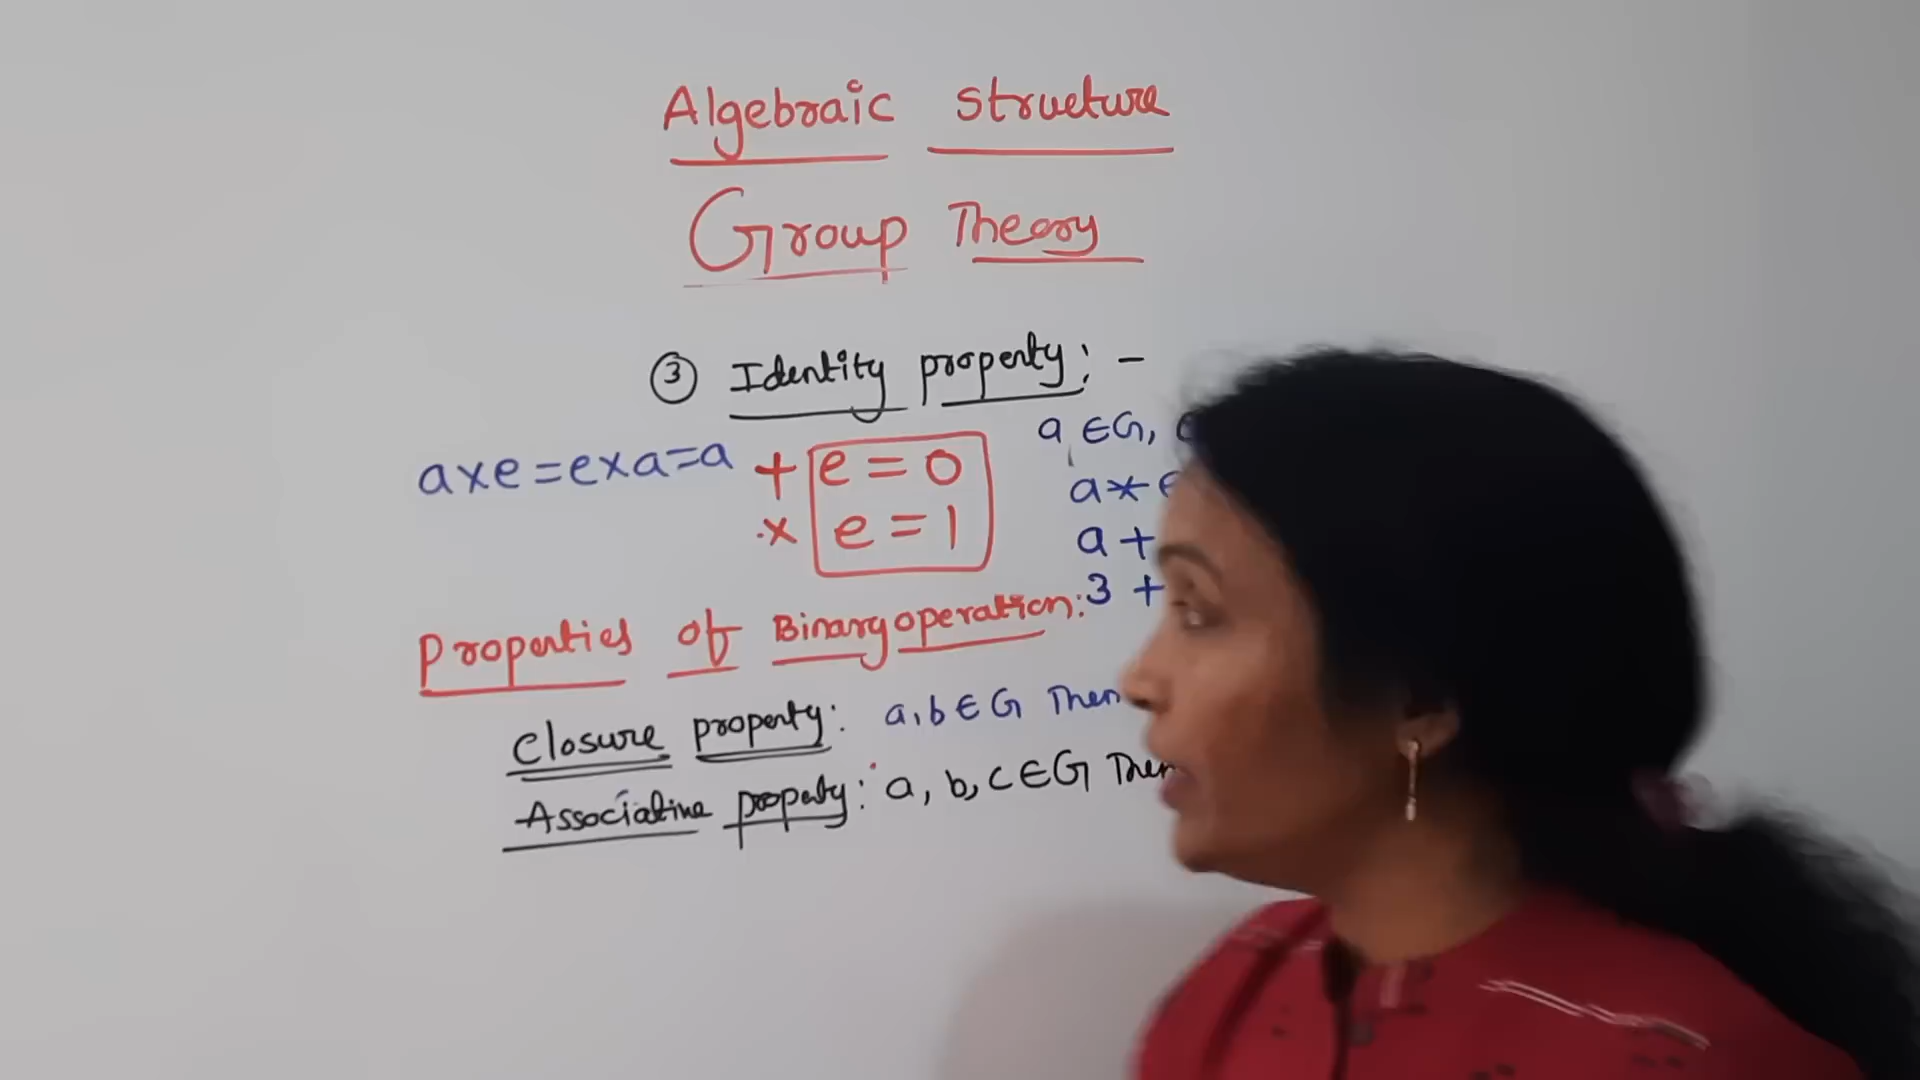 Algebraic structure
Group Theory
③ Identity property: -
a ∈ G,
a x e = e x a = a + e = 0
a *
.x e = 1
a +
3 +
Properties of Binary operation:
Closure property: a, b ∈ G Then
Associative property: a, b, c ∈ G Then